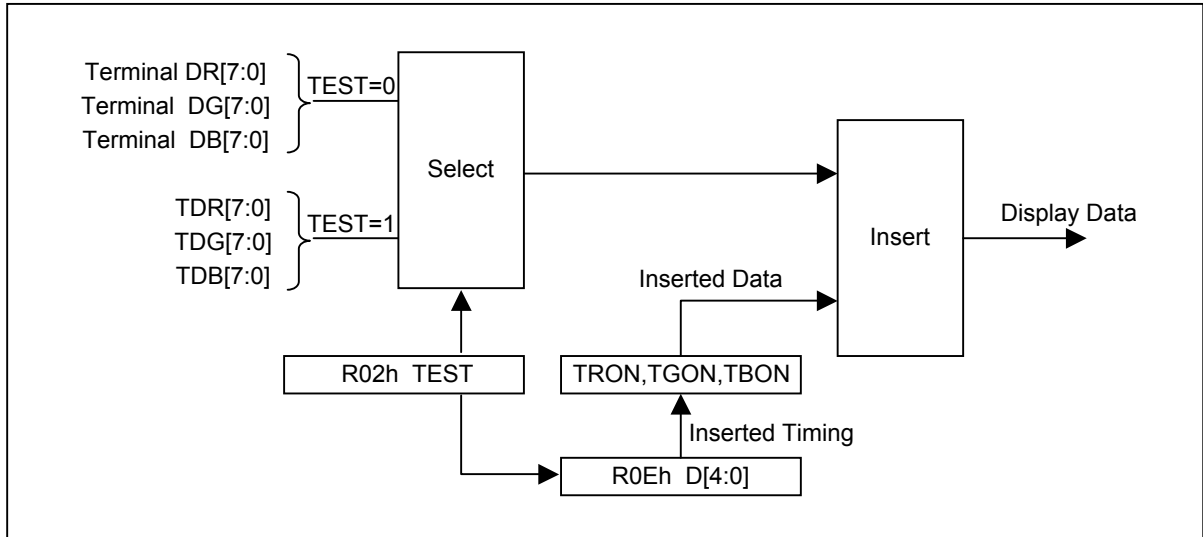 Terminal DR[7:0]
Terminal DG[7:0]
Terminal DB[7:0]
TEST=0
TDR[7:0]
TDG[7:0]
TDB[7:0]
TEST=1
Select
Insert
Display Data
Inserted Data
R02h TEST
TRON,TGON,TBON
Inserted Timing
R0Eh D[4:0]